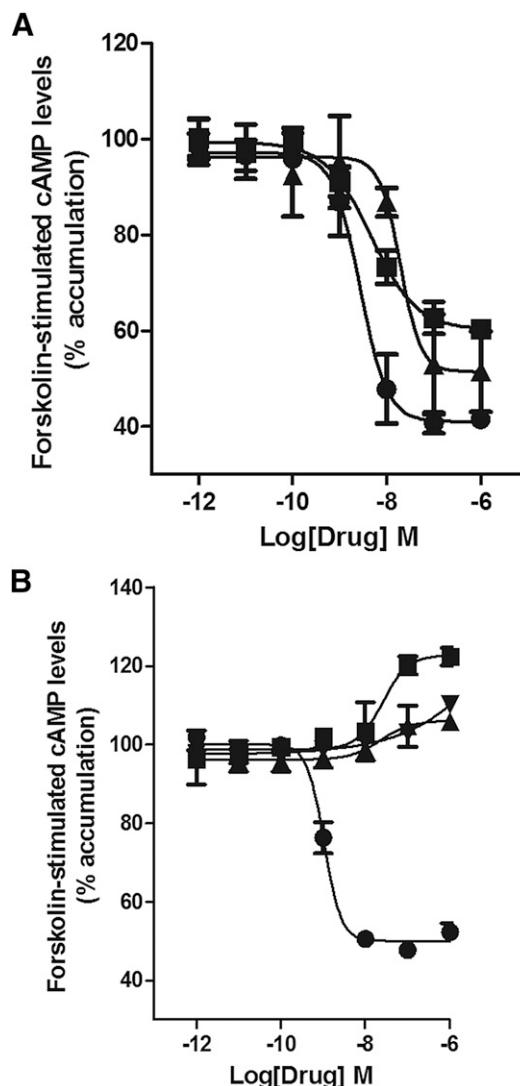 A
Forskolin-stimulated cAMP levels
(% accumulation)
120
100
80
60
40
-12
-10
-8
-6
Log[Drug] M
B
Forskolin-stimulated cAMP levels
(% accumulation)
140
120
100
80
60
40
-12
-10
-8
-6
Log[Drug] M